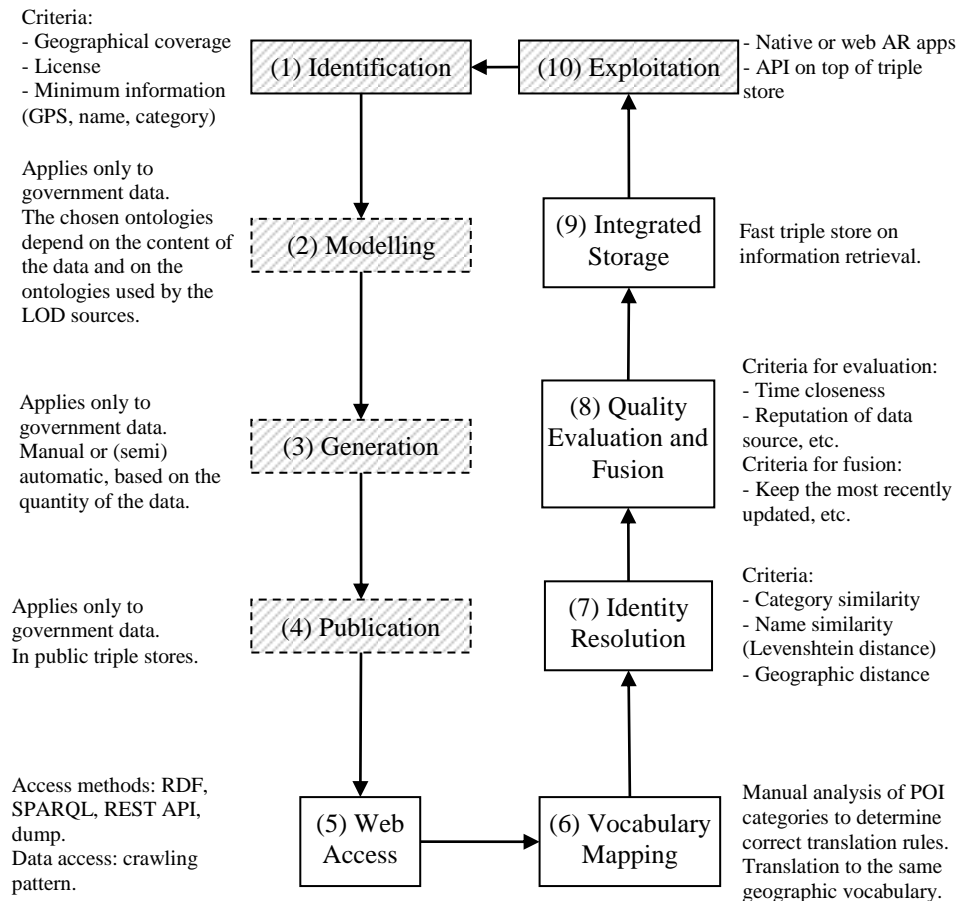 Criteria:
- Geographical coverage
- License
- Minimum information
(GPS, name, category)
(1) Identification
(10) Exploitation
- Native or web AR apps
- API on top of triple
store
Applies only to
government data.
The chosen ontologies
depend on the content of
the data and on the
ontologies used by the
LOD sources.
(2) Modelling
(9) Integrated
Storage
Fast triple store on
information retrieval.
Applies only to
government data.
Manual or (semi)
automatic, based on the
quantity of the data.
(3) Generation
(8) Quality
Evaluation and
Fusion
Criteria for evaluation:
- Time closeness
- Reputation of data
source, etc.
Criteria for fusion:
- Keep the most recently
updated, etc.
Applies only to
government data.
In public triple stores.
(4) Publication
(7) Identity
Resolution
Criteria:
- Category similarity
- Name similarity
(Levenshtein distance)
- Geographic distance
Access methods: RDF,
SPARQL, REST API,
dump.
Data access: crawling
pattern.
(5) Web
Access
(6) Vocabulary
Mapping
Manual analysis of POI
categories to determine
correct translation rules.
Translation to the same
geographic vocabulary.